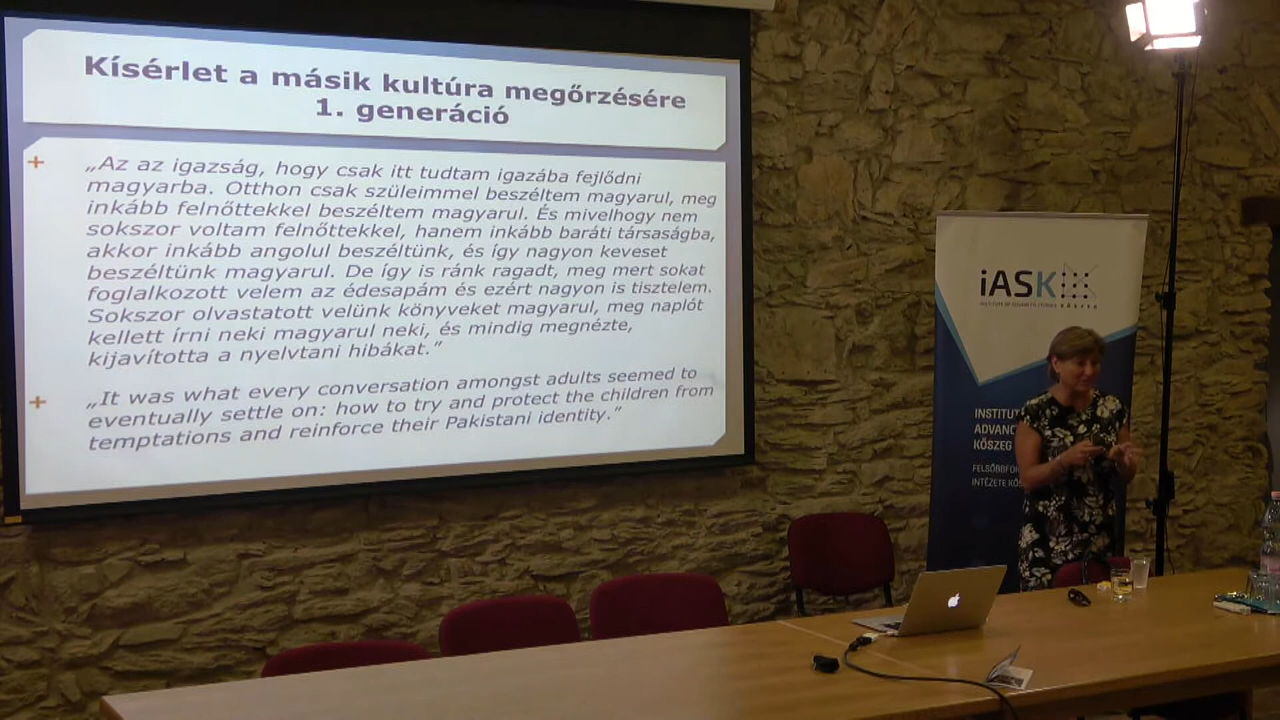 Kísérlet a másik kultúra megőrzésére
1. generáció
„Az az igazság, hogy csak itt tudtam igazába fejlődni
magyarba. Otthon csak szüleimmel beszéltem magyarul, meg
inkább felnőttekkel beszéltem magyarul. És mivelhogy nem
sokszor voltam felnőttekkel, hanem inkább baráti társaságba,
akkor inkább angolul beszéltünk, és így nagyon keveset
beszéltünk magyarul. De így is ránk ragadt, meg mert sokat
foglalkozott velem az édesapám és ezért nagyon is tisztelem.
Sokszor olvastatott velünk könyveket magyarul, meg naplót
kellett írni neki magyarul neki, és mindig megnézte,
kijavította a nyelvtani hibákat.”
„It was what every conversation amongst adults seemed to
eventually settle on: how to try and protect the children from
temptations and reinforce their Pakistani identity.”
iASK
INSTITUT
ADVANC
KŐSZEG
FELSŐBBFO
INTÉZETE KŐS